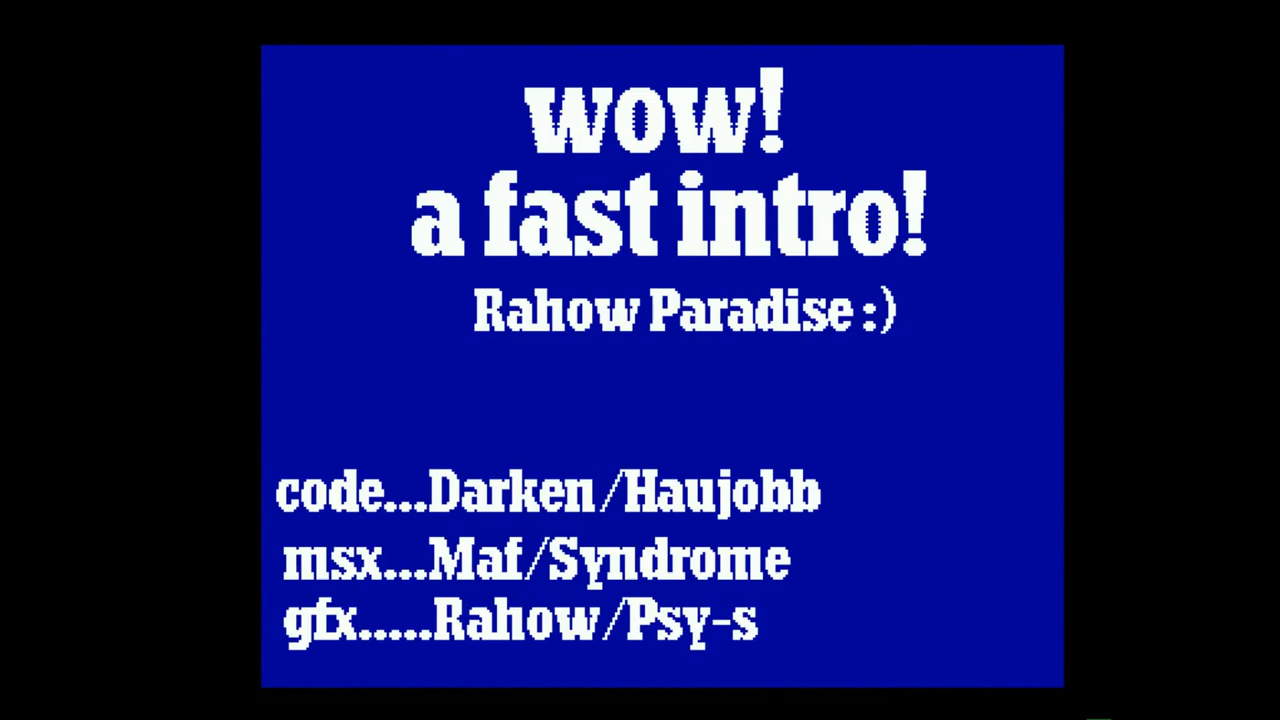 wow!
a fast intro!
Rahow Paradise :)
code...Darken/Haujobb
msx...Maf/Syndrome
gfx.....Rahow/Psy-s